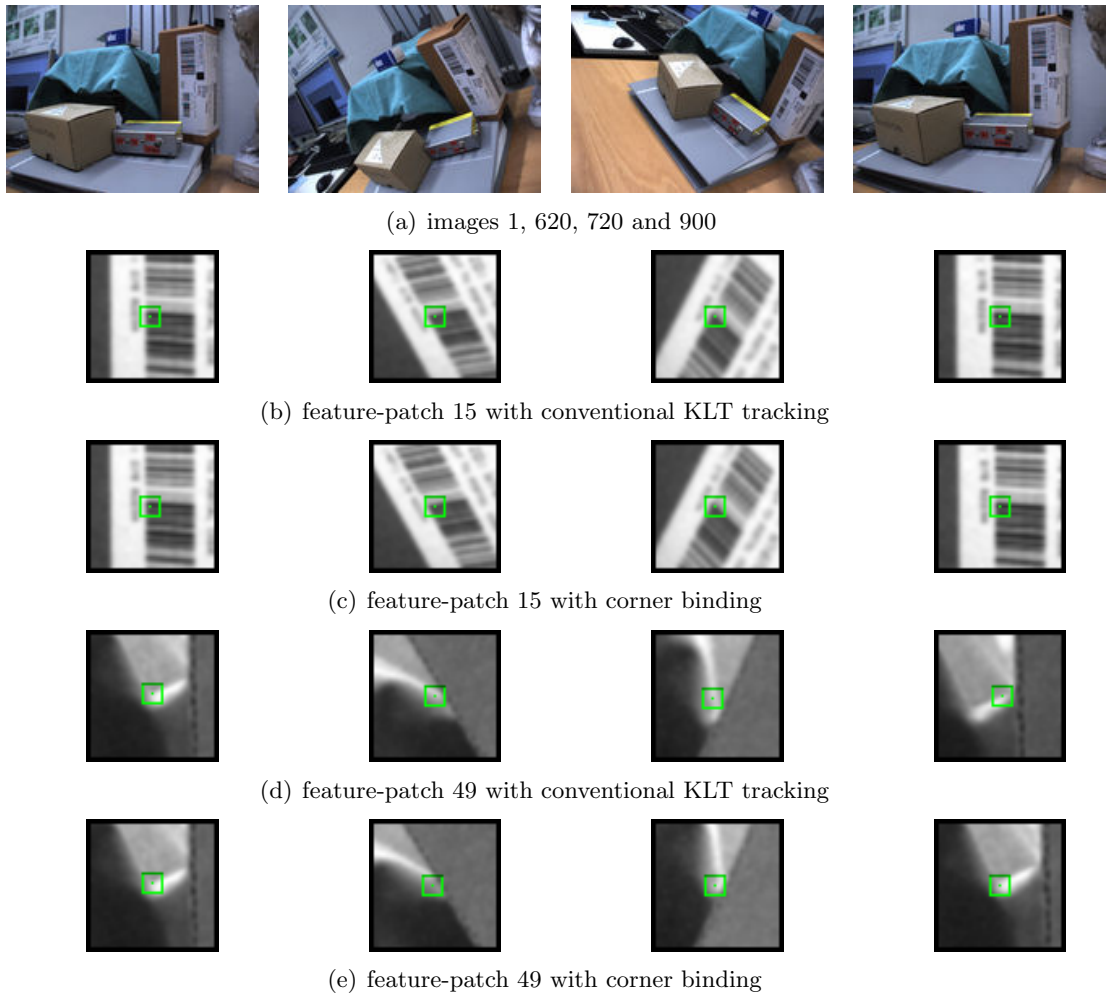 (a) images 1, 620, 720 and 900
(b) feature-patch 15 with conventional KLT tracking
(c) feature-patch 15 with corner binding
(d) feature-patch 49 with conventional KLT tracking
(e) feature-patch 49 with corner binding